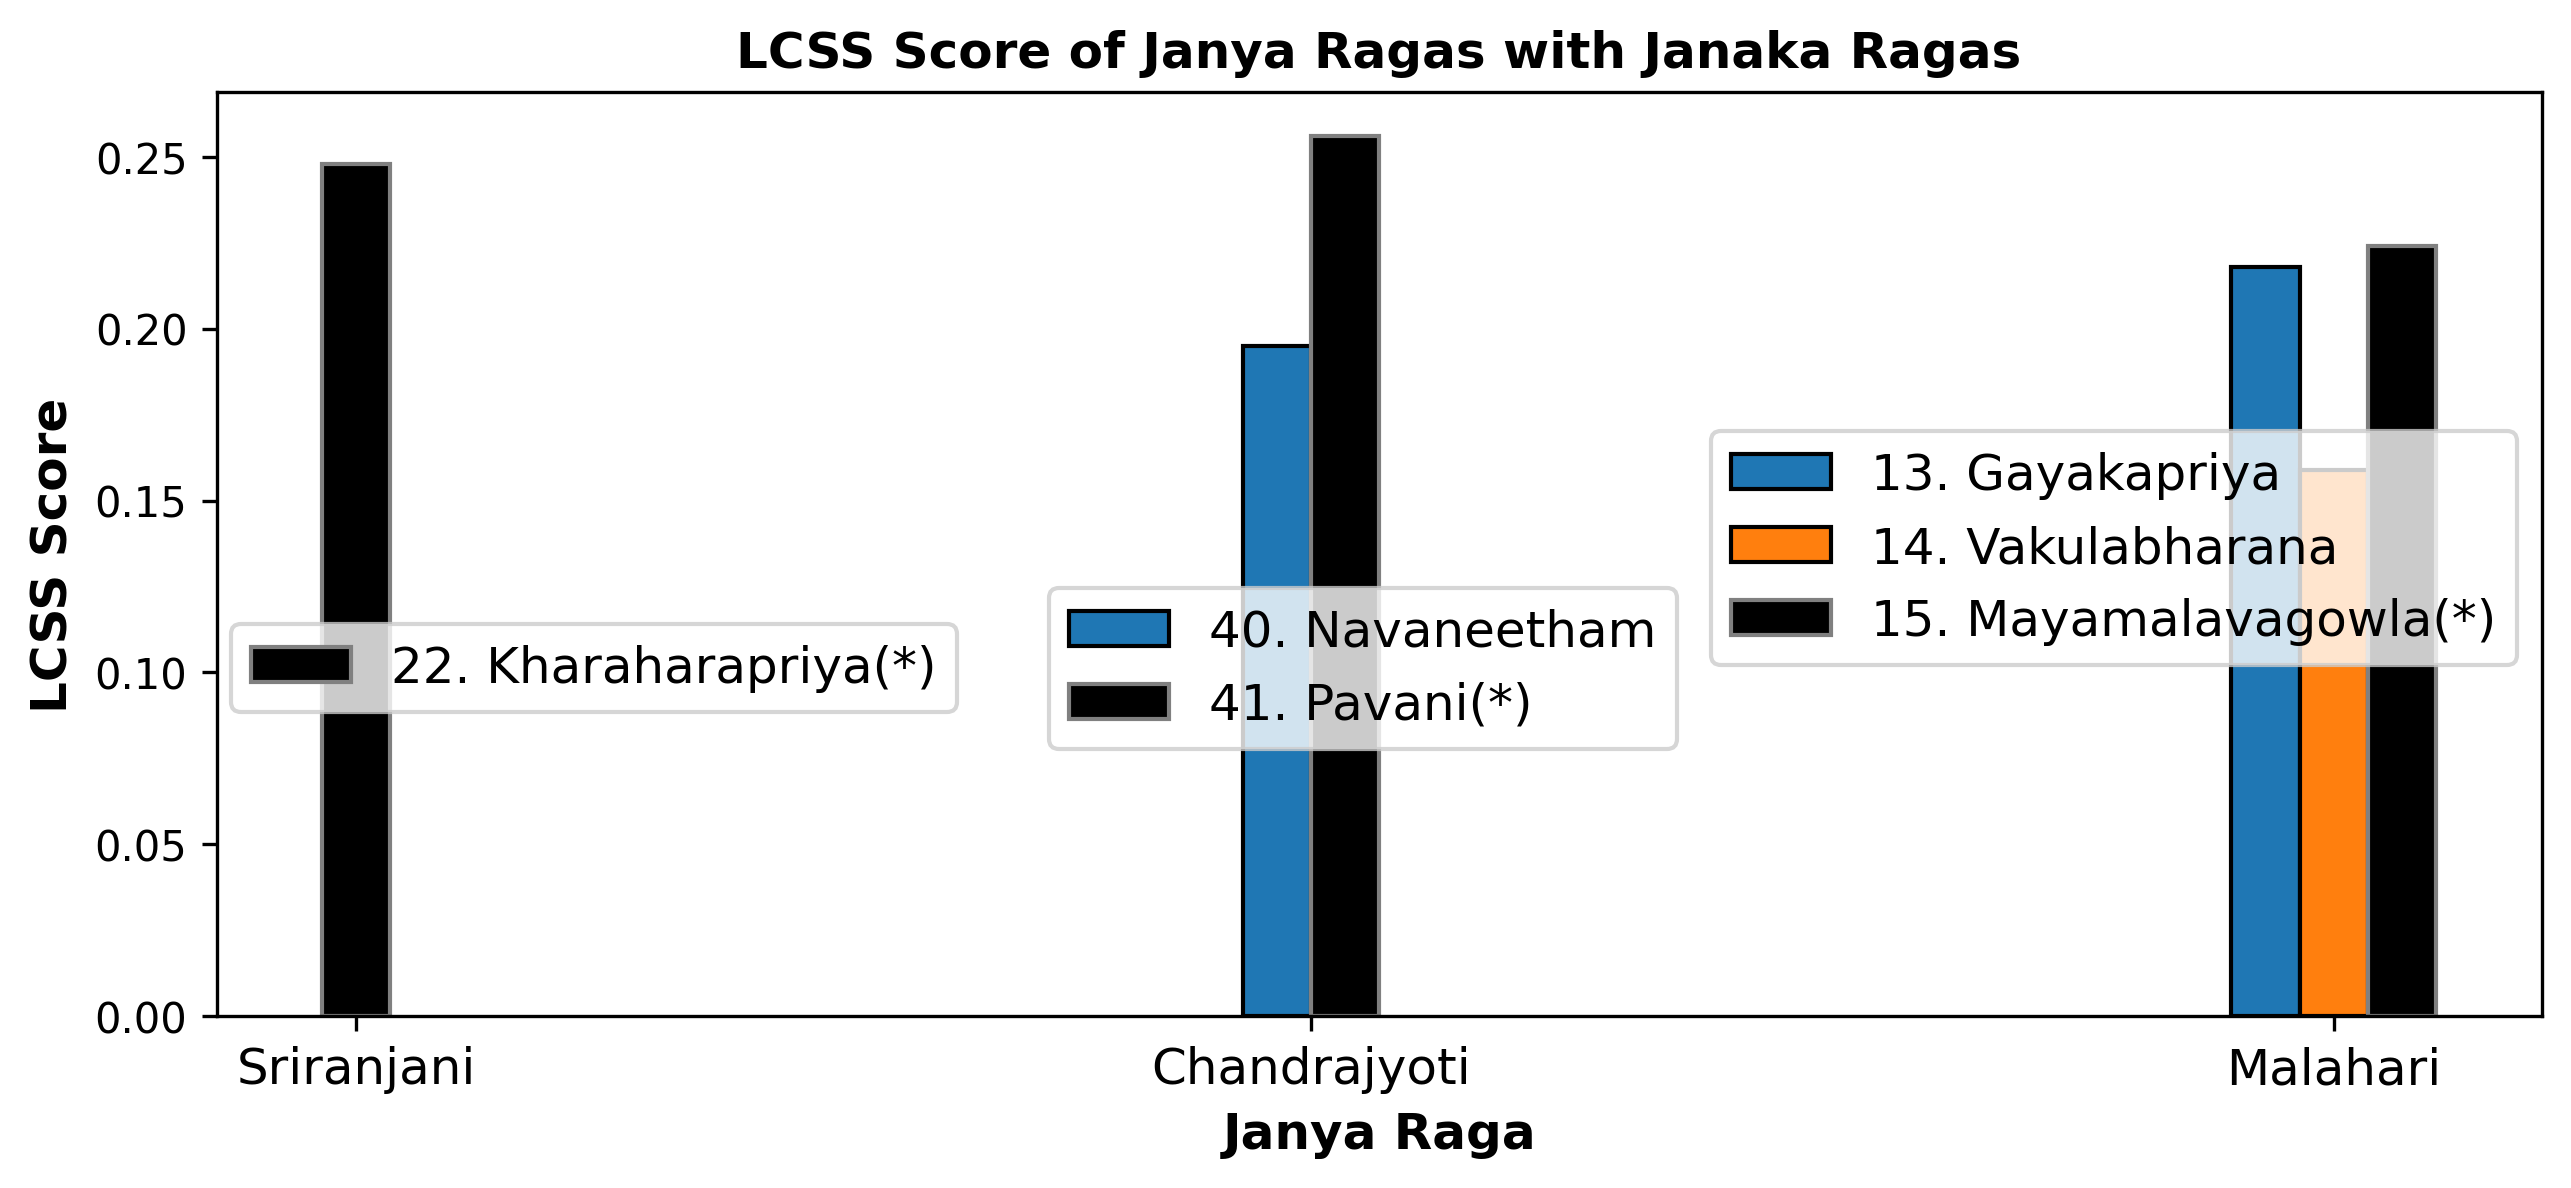 LCSS Score of Janya Ragas with Janaka Ragas
LCSS Score
0.25
0.20
0.15
0.10
0.05
0.00
22. Kharaharapriya(*)
40. Navaneetham
41. Pavani(*)
13. Gayakapriya
14. Vakulabharana
15. Mayamalavagowla(*)
Sriranjani
Chandrajyoti
Malahari
Janya Raga